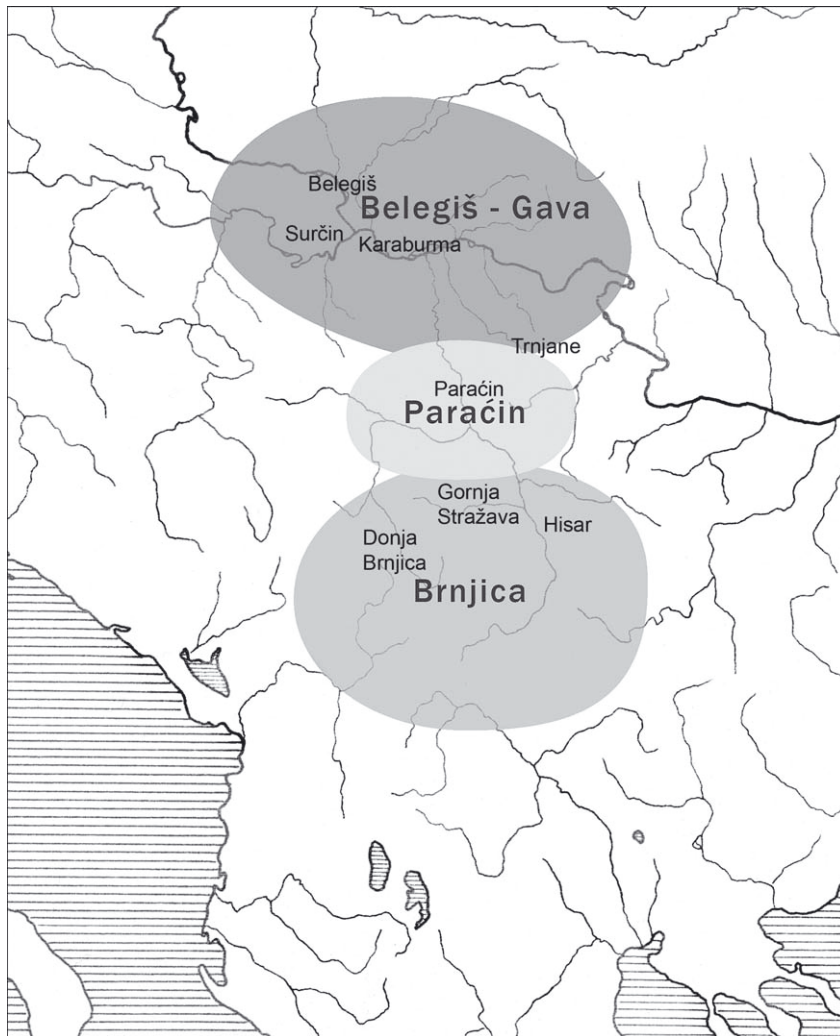 Belegiš
Belegiš - Gava
Surčin
Karaburma
Trnjane
Paraćin
Paraćin
Gornja
Stražava
Hisar
Donja
Brnjica
Brnjica